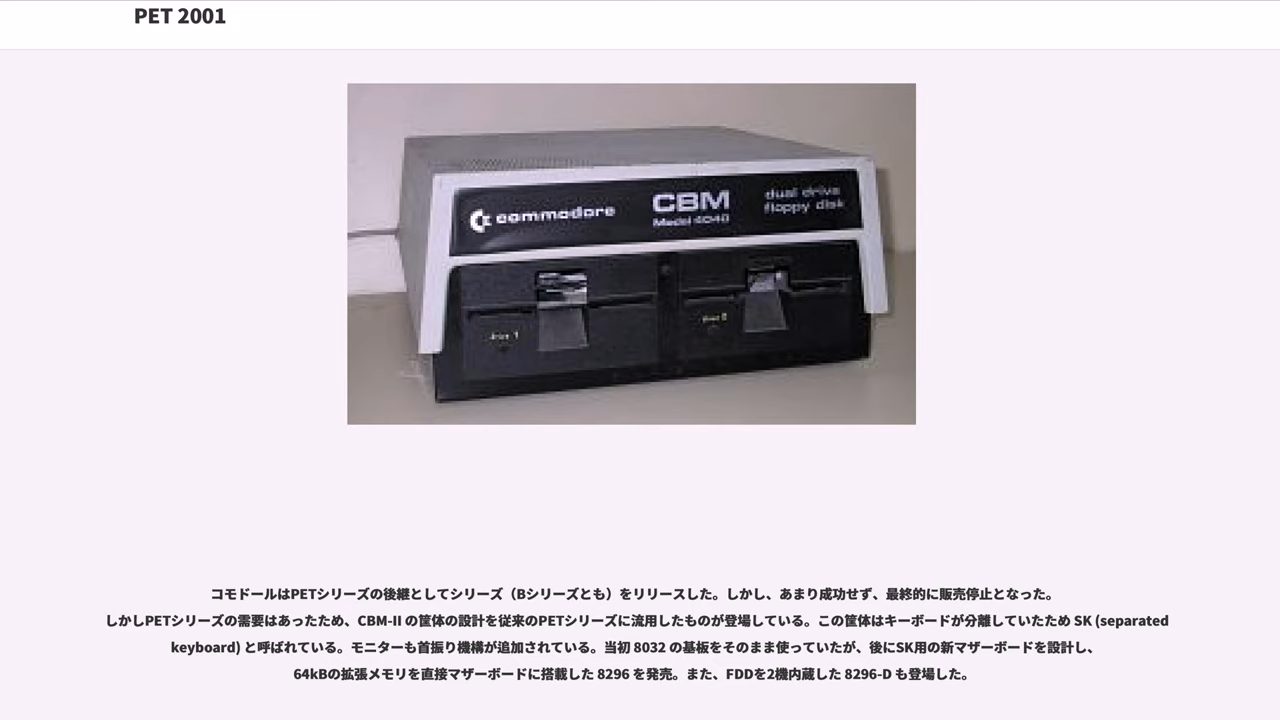 PET 2001
commodore
CBM
Model 4040
dual drive
floppy disk
drive 1
drive 0
コモドールはPETシリーズの後継としてシリーズ（Bシリーズとも）をリリースした。しかし、あまり成功せず、最終的に販売停止となった。
しかしPETシリーズの需要はあったため、CBM-II の筐体の設計を従来のPETシリーズに流用したものが登場している。この筐体はキーボードが分離していたため SK (separated
keyboard) と呼ばれている。モニターも首振り機構が追加されている。当初 8032 の基板をそのまま使っていたが、後にSK用の新マザーボードを設計し、
64kBの拡張メモリを直接マザーボードに搭載した 8296 を発売。また、FDDを2機内蔵した 8296-D も登場した。